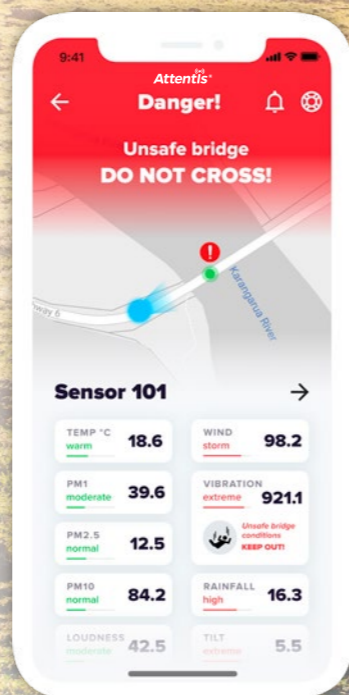 9:41
Attentis
Danger!
Unsafe bridge
DO NOT CROSS!
!
Karangarua River
way 6
Sensor 101
TEMP °C
warm
18.6
WIND
storm
98.2
PM1
moderate
39.6
VIBRATION
extreme
921.1
Unsafe bridge
conditions
KEEP OUT!
PM2.5
normal
12.5
PM10
normal
84.2
RAINFALL
high
16.3
LOUDNESS
moderate
42.5
TILT
extreme
5.5